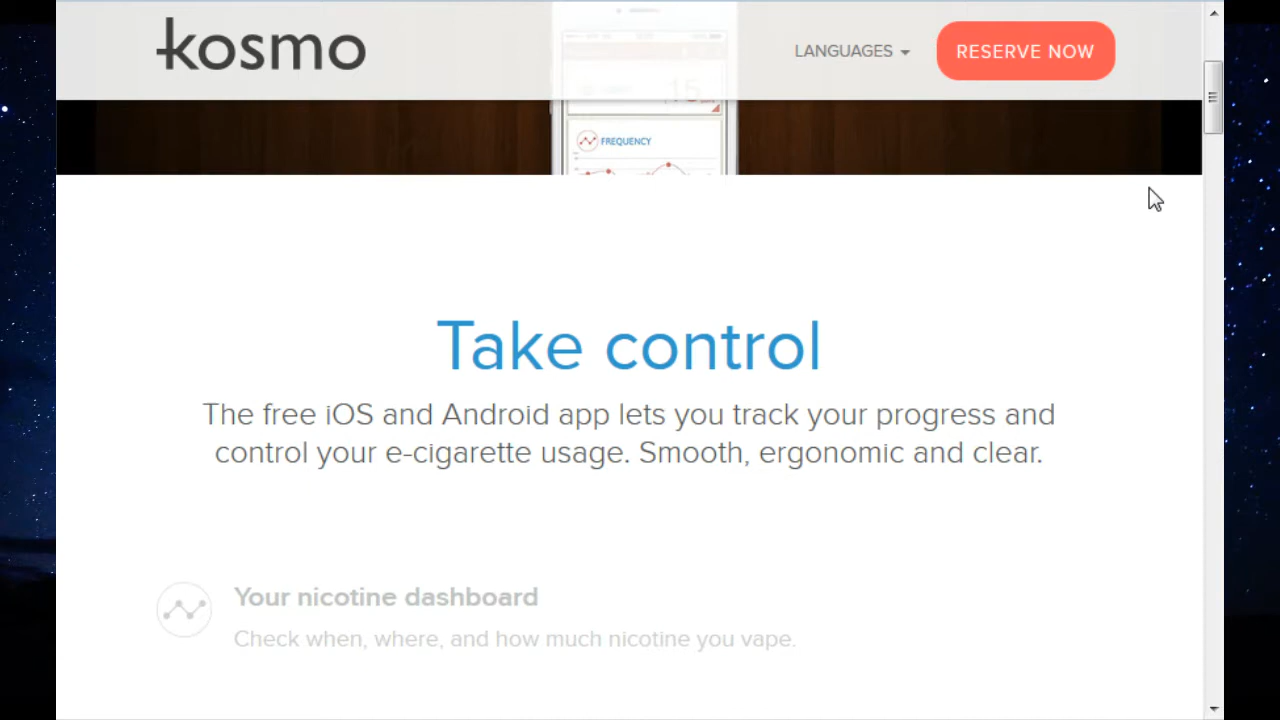 kosmo
LANGUAGES
RESERVE NOW
15
FREQUENCY
Take control
The free iOS and Android app lets you track your progress and
control your e-cigarette usage. Smooth, ergonomic and clear.
Your nicotine dashboard
Check when, where, and how much nicotine you vape.